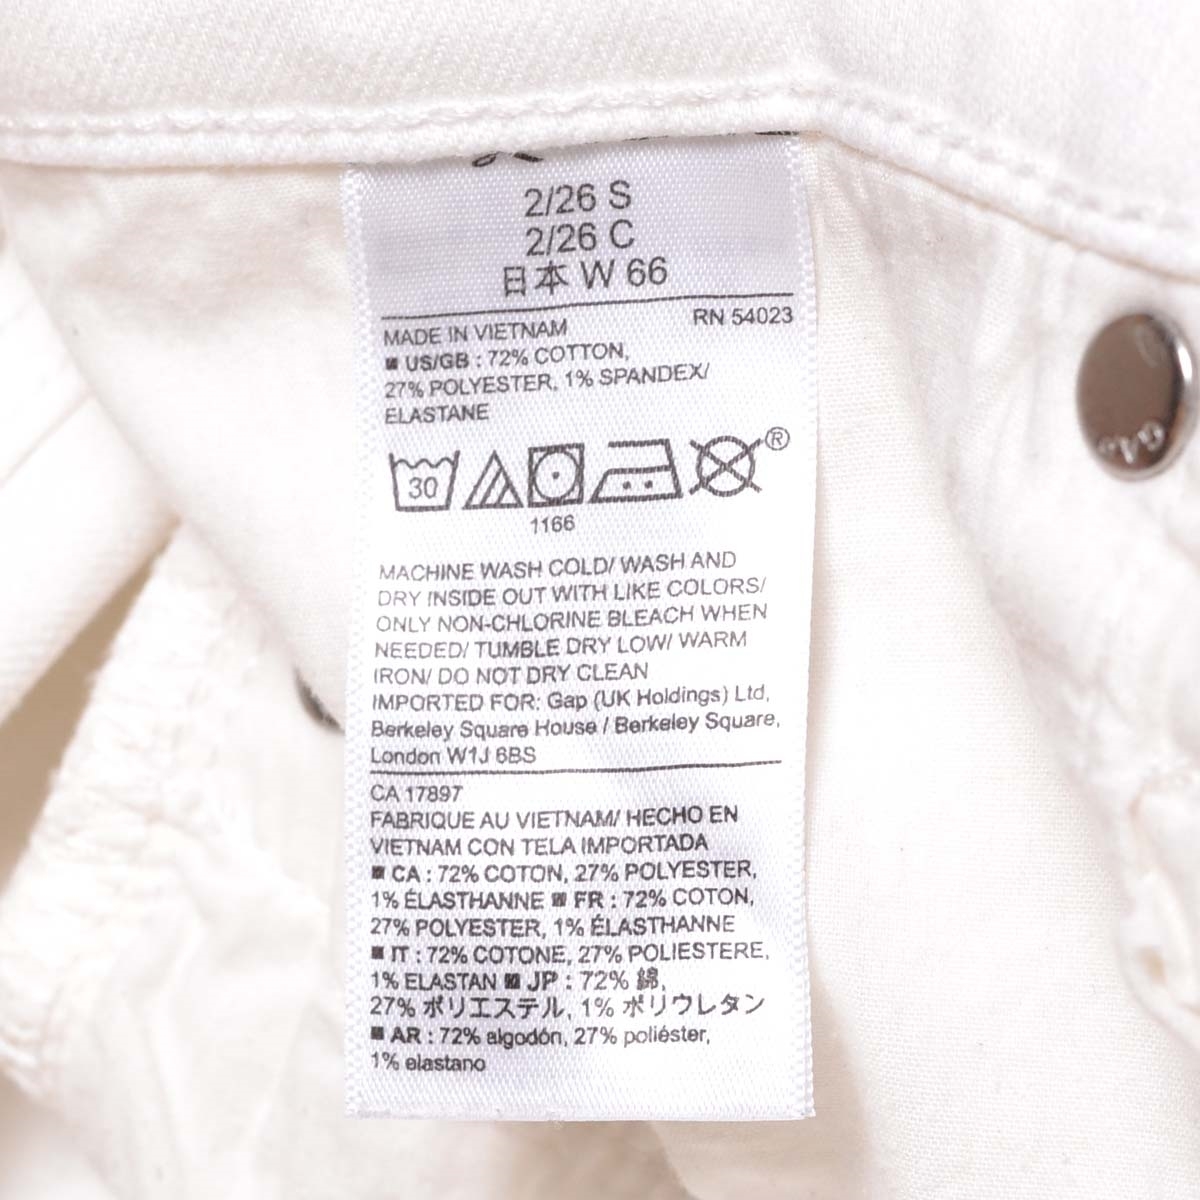 2/26 S
2/26 C
日本 W 66
RN 54023
MADE IN VIETNAM
■ US/GB : 72% COTTON,
27% POLYESTER, 1% SPANDEX/
ELASTANE
30
®
1166
MACHINE WASH COLD/ WASH AND
DRY INSIDE OUT WITH LIKE COLORS/
ONLY NON-CHLORINE BLEACH WHEN
NEEDED/ TUMBLE DRY LOW/ WARM
IRON/ DO NOT DRY CLEAN
IMPORTED FOR: Gap (UK Holdings) Ltd,
Berkeley Square House / Berkeley Square,
London W1J 6BS
CA 17897
FABRIQUE AU VIETNAM/ HECHO EN
VIETNAM CON TELA IMPORTADA
■ CA : 72% COTON, 27% POLYESTER,
1% ÉLASTHANNE ■ FR : 72% COTON,
27% POLYESTER, 1% ÉLASTHANNE
■ IT : 72% COTONE, 27% POLIESTERE,
1% ELASTAN ■ JP : 72% 綿,
27% ポリエステル, 1% ポリウレタン
■ AR : 72% algodón, 27% poliéster,
1% elastano